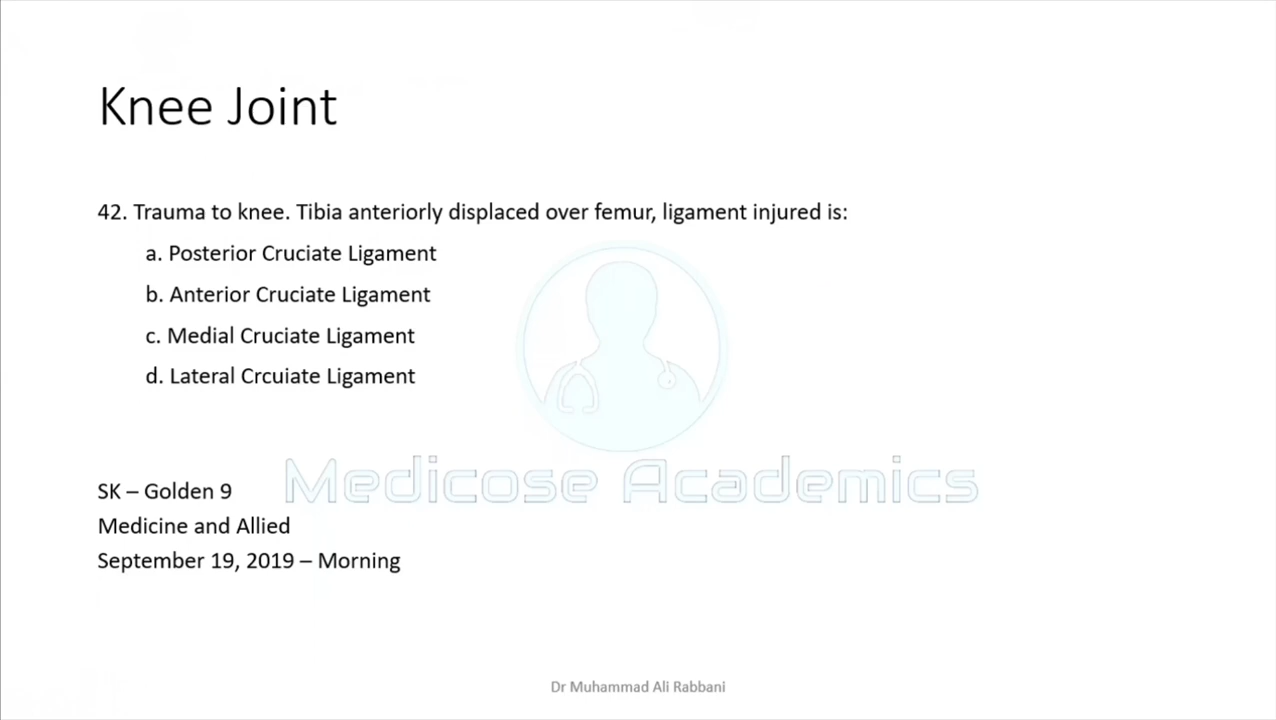 Knee Joint
42. Trauma to knee. Tibia anteriorly displaced over femur, ligament injured is:
a. Posterior Cruciate Ligament
b. Anterior Cruciate Ligament
c. Medial Cruciate Ligament
d. Lateral Crcuiate Ligament
Medicose Academics
SK – Golden 9
Medicine and Allied
September 19, 2019 – Morning
Dr Muhammad Ali Rabbani